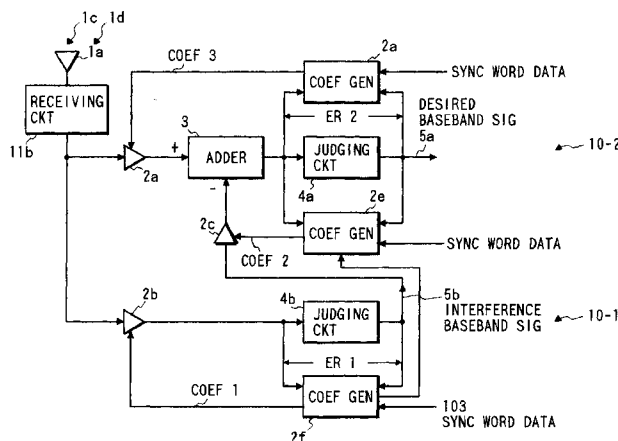 1c 1d
1a
RECEIVING
CKT
11b
COEF 3
2a
COEF GEN
SYNC WORD DATA
DESIRED
BASEBAND SIG
5a
10-2
ER 2
3
ADDER
+
-
2a
JUDGING
CKT
4a
2e
COEF GEN
SYNC WORD DATA
2c
COEF 2
5b
INTERFERENCE
BASEBAND SIG
10-1
2b
4b
JUDGING
CKT
ER 1
COEF 1
COEF GEN
2f
103
SYNC WORD DATA